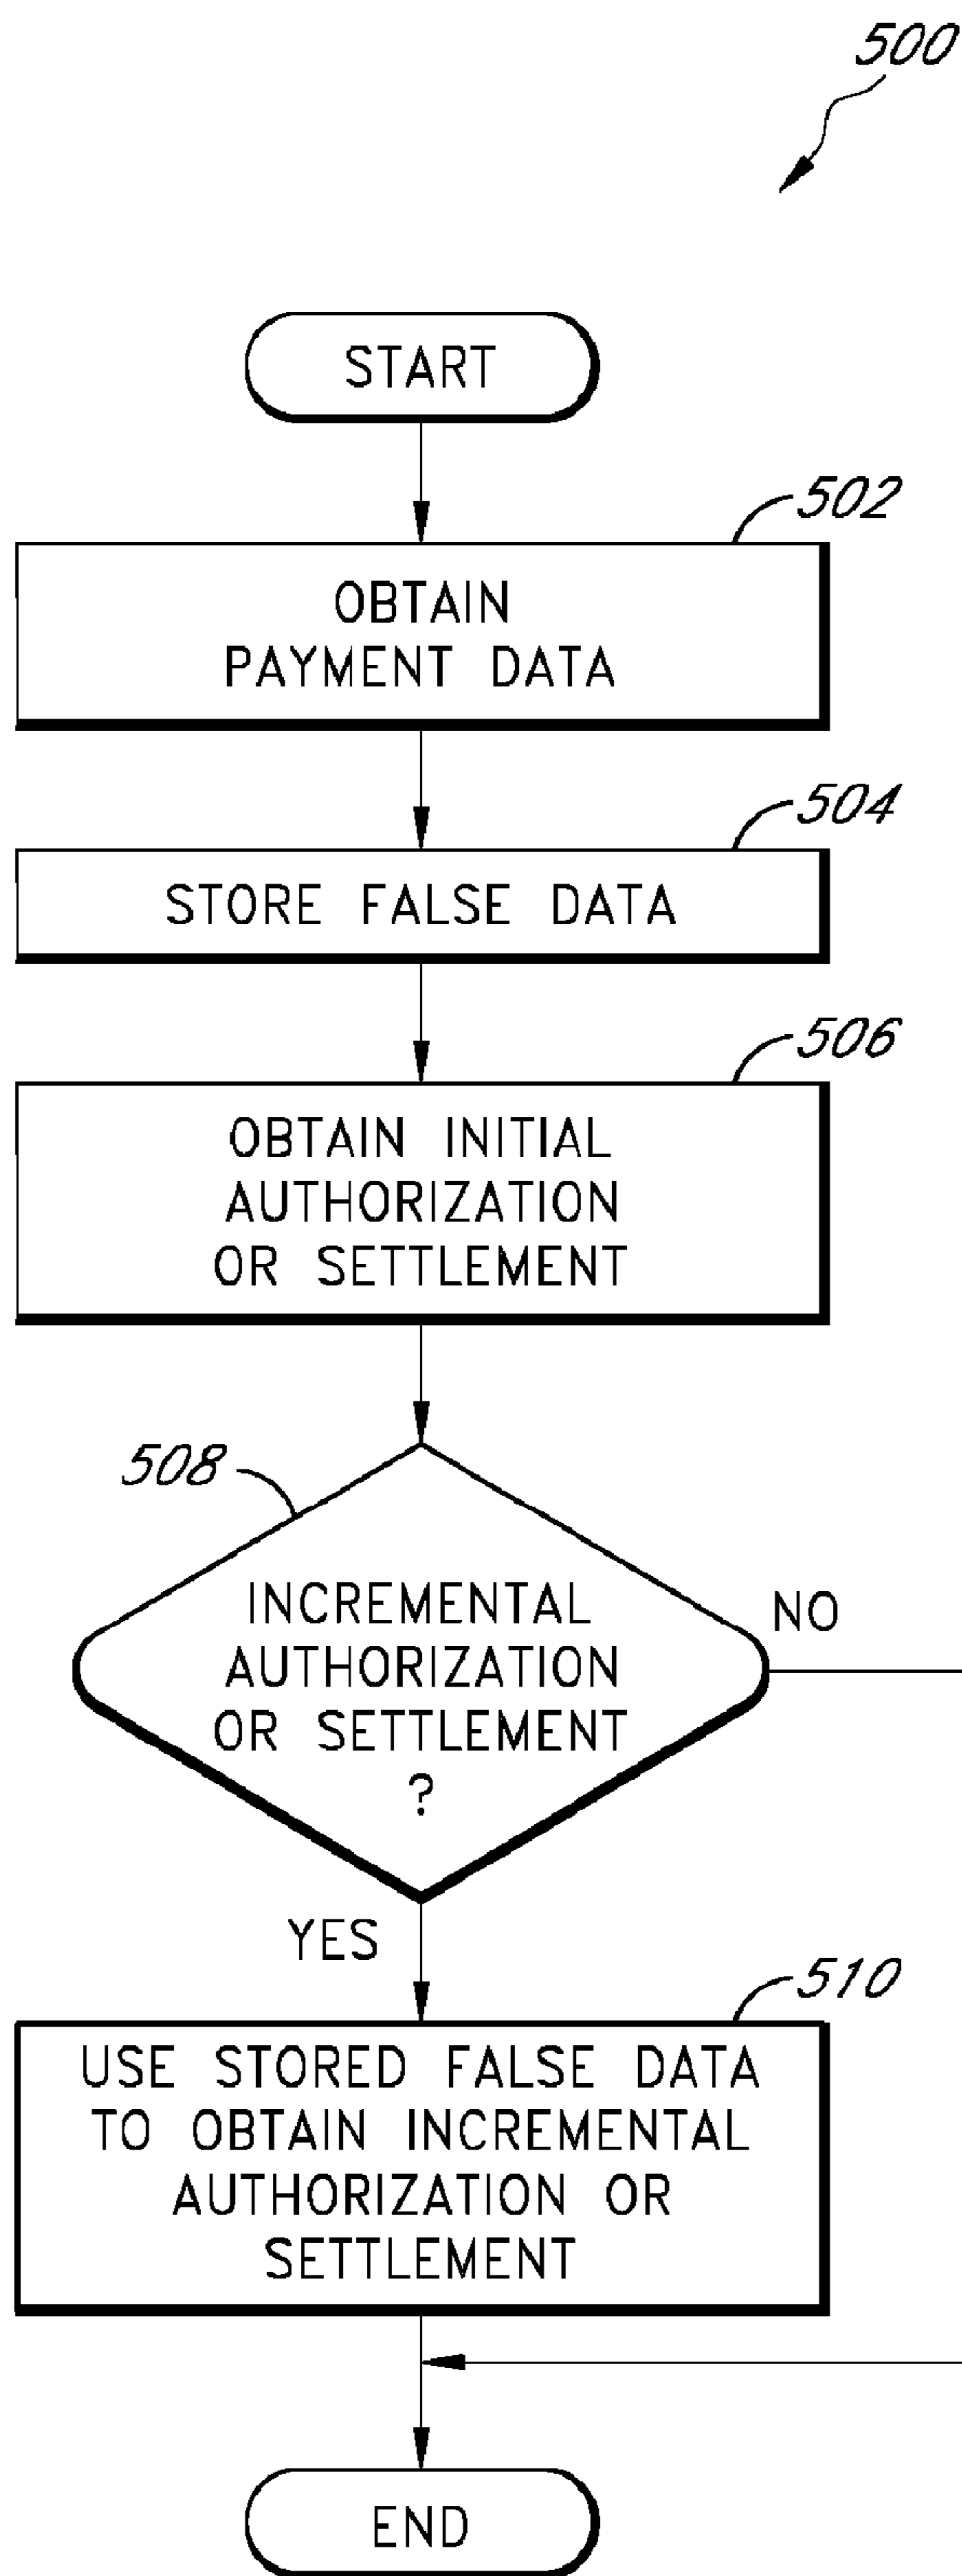 500
START
502
OBTAIN
PAYMENT DATA
504
STORE FALSE DATA
506
OBTAIN INITIAL
AUTHORIZATION
OR SETTLEMENT
508
INCREMENTAL
AUTHORIZATION
OR SETTLEMENT
?
NO
YES
510
USE STORED FALSE DATA
TO OBTAIN INCREMENTAL
AUTHORIZATION OR
SETTLEMENT
END